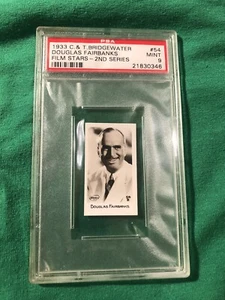 PSA
1933 C. & T. BRIDGEWATER #54
DOUGLAS FAIRBANKS MINT
FILM STARS - 2ND SERIES 9
21830346
DOUGLAS FAIRBANKS